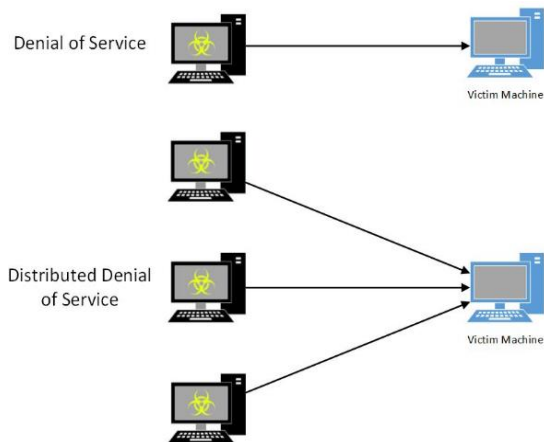 Denial of Service
Victim Machine
Distributed Denial
of Service
Victim Machine